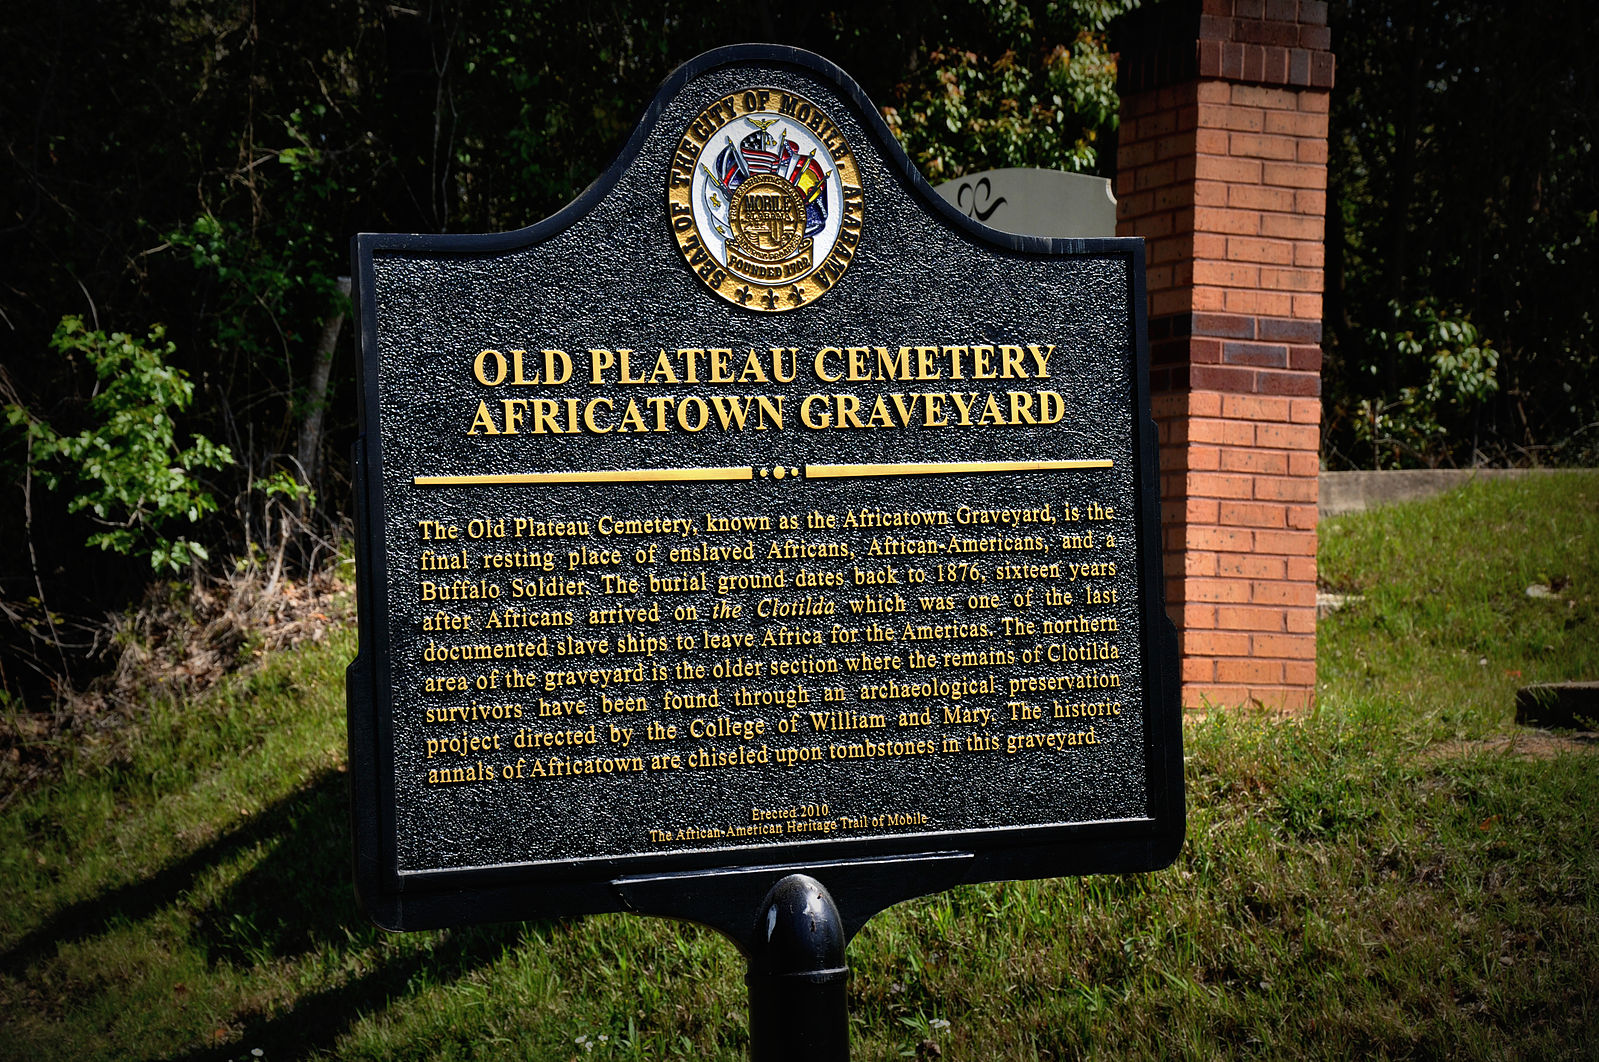 SEAL OF THE CITY OF MOBILE, ALABAMA
MOBILE
FOUNDED 1702
OLD PLATEAU CEMETERY
AFRICATOWN GRAVEYARD
The Old Plateau Cemetery, known as the Africatown Graveyard, is the
final resting place of enslaved Africans, African-Americans, and a
Buffalo Soldier. The burial ground dates back to 1876, sixteen years
after Africans arrived on the Clotilda which was one of the last
documented slave ships to leave Africa for the Americas. The northern
area of the graveyard is the older section where the remains of Clotilda
survivors have been found through an archaeological preservation
project directed by the College of William and Mary. The historic
annals of Africatown are chiseled upon tombstones in this graveyard.
Erected 2010
The African-American Heritage Trail of Mobile